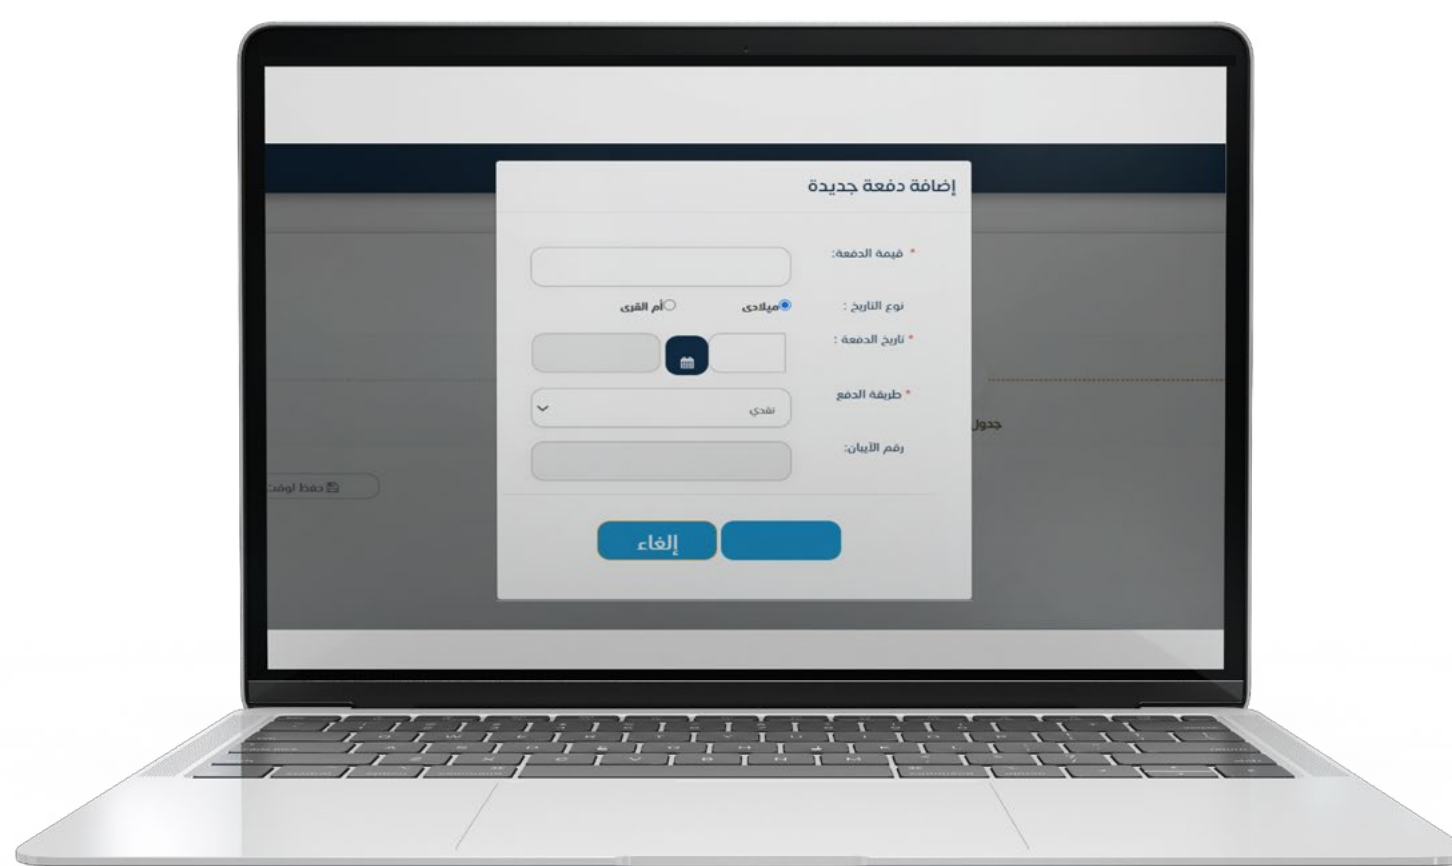 إضافة دفعة جديدة
* قيمة الدفعة:
نوع التاريخ :
ميلادى
أم القرى
* تاريخ الدفعة :
* طريقة الدفع
نقدي
رقم الآيبان:
إلغاء
جدول
حفظ لوقت